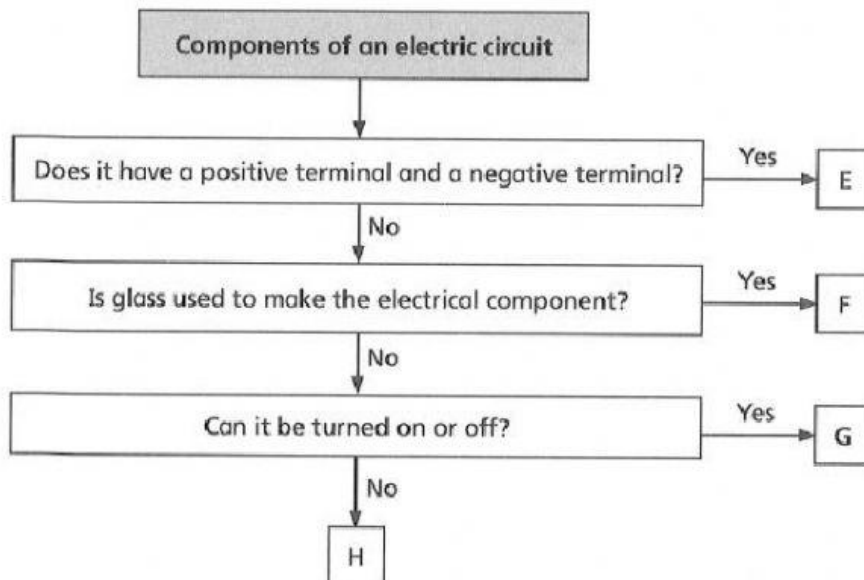 Components of an electric circuit
Does it have a positive terminal and a negative terminal?
Yes
E
No
Is glass used to make the electrical component?
Yes
F
No
Can it be turned on or off?
Yes
G
No
H